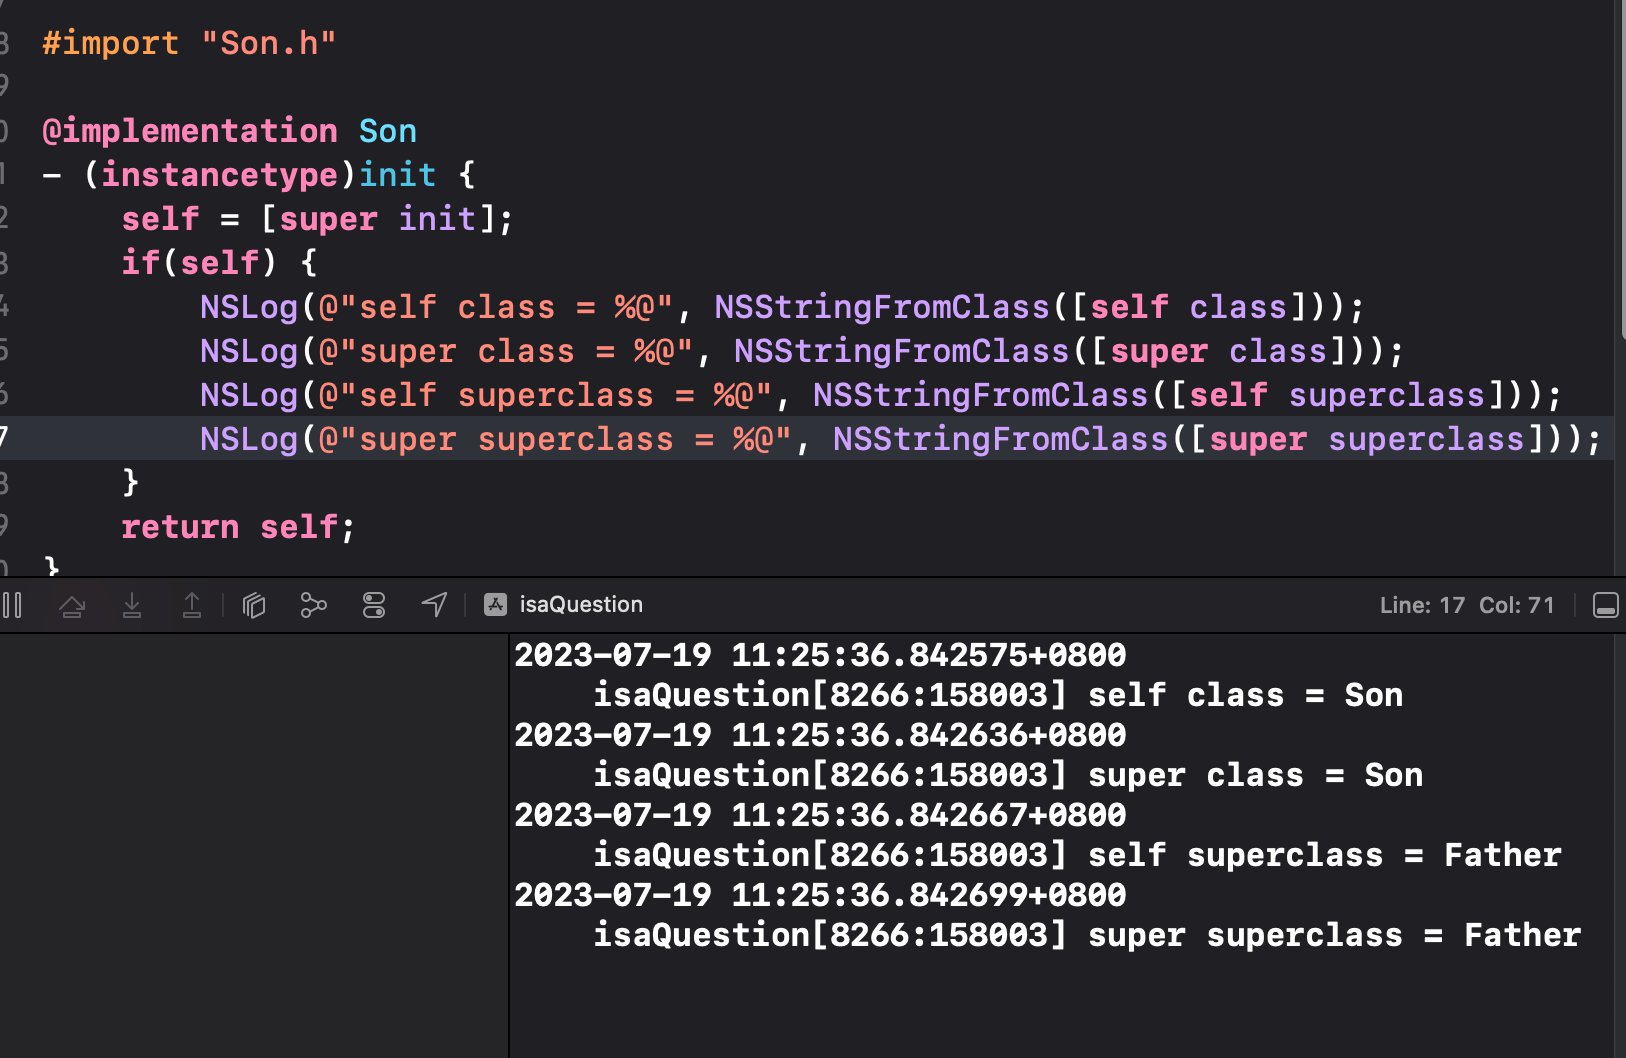 8 #import "Son.h"
9
0 @implementation Son
1 - (instancetype)init {
2     self = [super init];
3     if(self) {
4         NSLog(@"self class = %@", NSStringFromClass([self class]));
5         NSLog(@"super class = %@", NSStringFromClass([super class]));
6         NSLog(@"self superclass = %@", NSStringFromClass([self superclass]));
7         NSLog(@"super superclass = %@", NSStringFromClass([super superclass]));
8     }
9     return self;
0 }
isaQuestion Line: 17 Col: 71
2023-07-19 11:25:36.842575+0800
    isaQuestion[8266:158003] self class = Son
2023-07-19 11:25:36.842636+0800
    isaQuestion[8266:158003] super class = Son
2023-07-19 11:25:36.842667+0800
    isaQuestion[8266:158003] self superclass = Father
2023-07-19 11:25:36.842699+0800
    isaQuestion[8266:158003] super superclass = Father